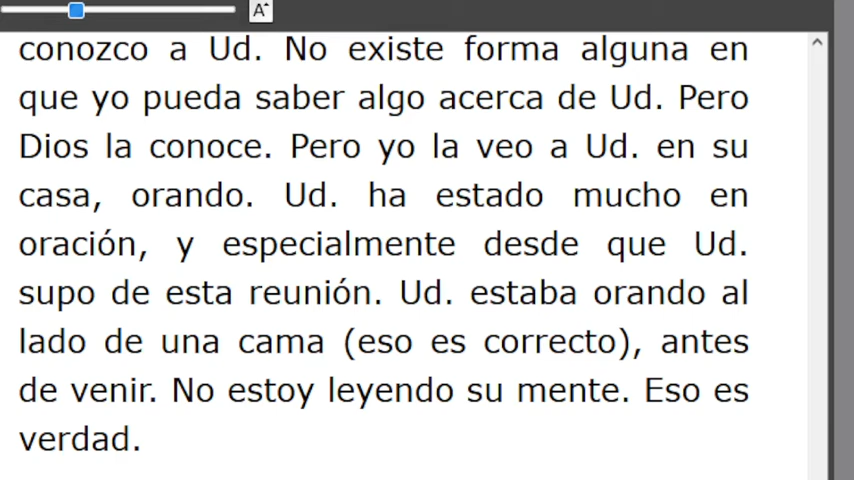 A
conozco a Ud. No existe forma alguna en
que yo pueda saber algo acerca de Ud. Pero
Dios la conoce. Pero yo la veo a Ud. en su
casa, orando. Ud. ha estado mucho en
oración, y especialmente desde que Ud.
supo de esta reunión. Ud. estaba orando al
lado de una cama (eso es correcto), antes
de venir. No estoy leyendo su mente. Eso es
verdad.